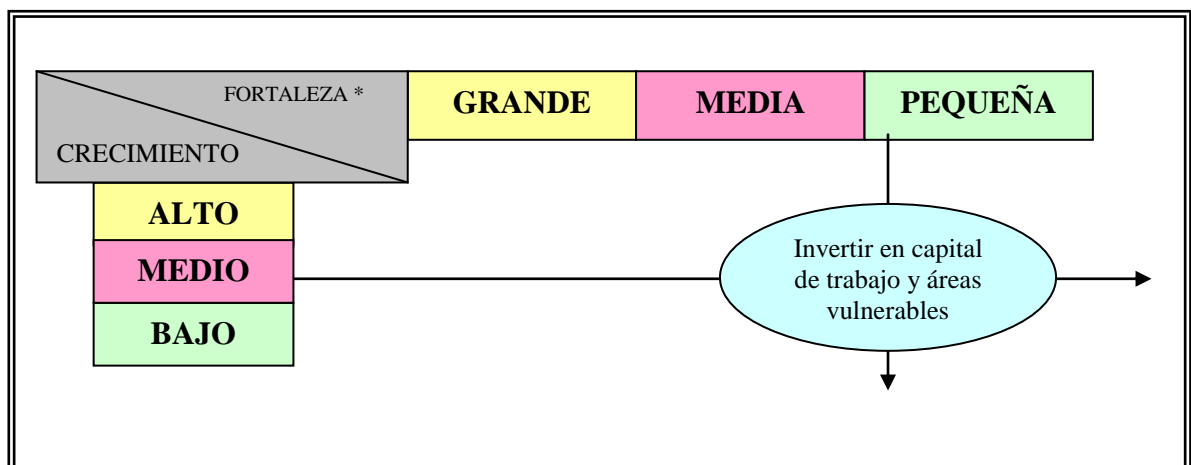 FORTALEZA *
GRANDE
MEDIA
PEQUEÑA
CRECIMIENTO
ALTO
MEDIO
BAJO
Invertir en capital
de trabajo y áreas
vulnerables